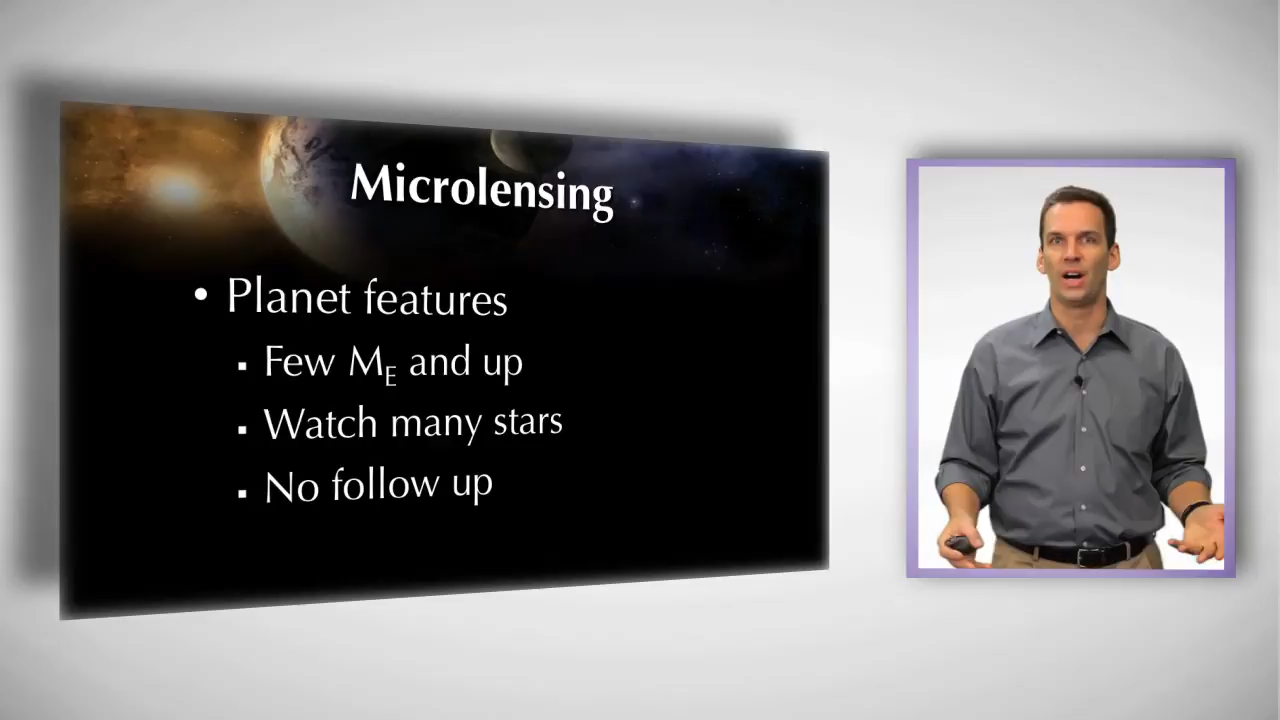 Microlensing
• Planet features
▪ Few M_E and up
▪ Watch many stars
▪ No follow up